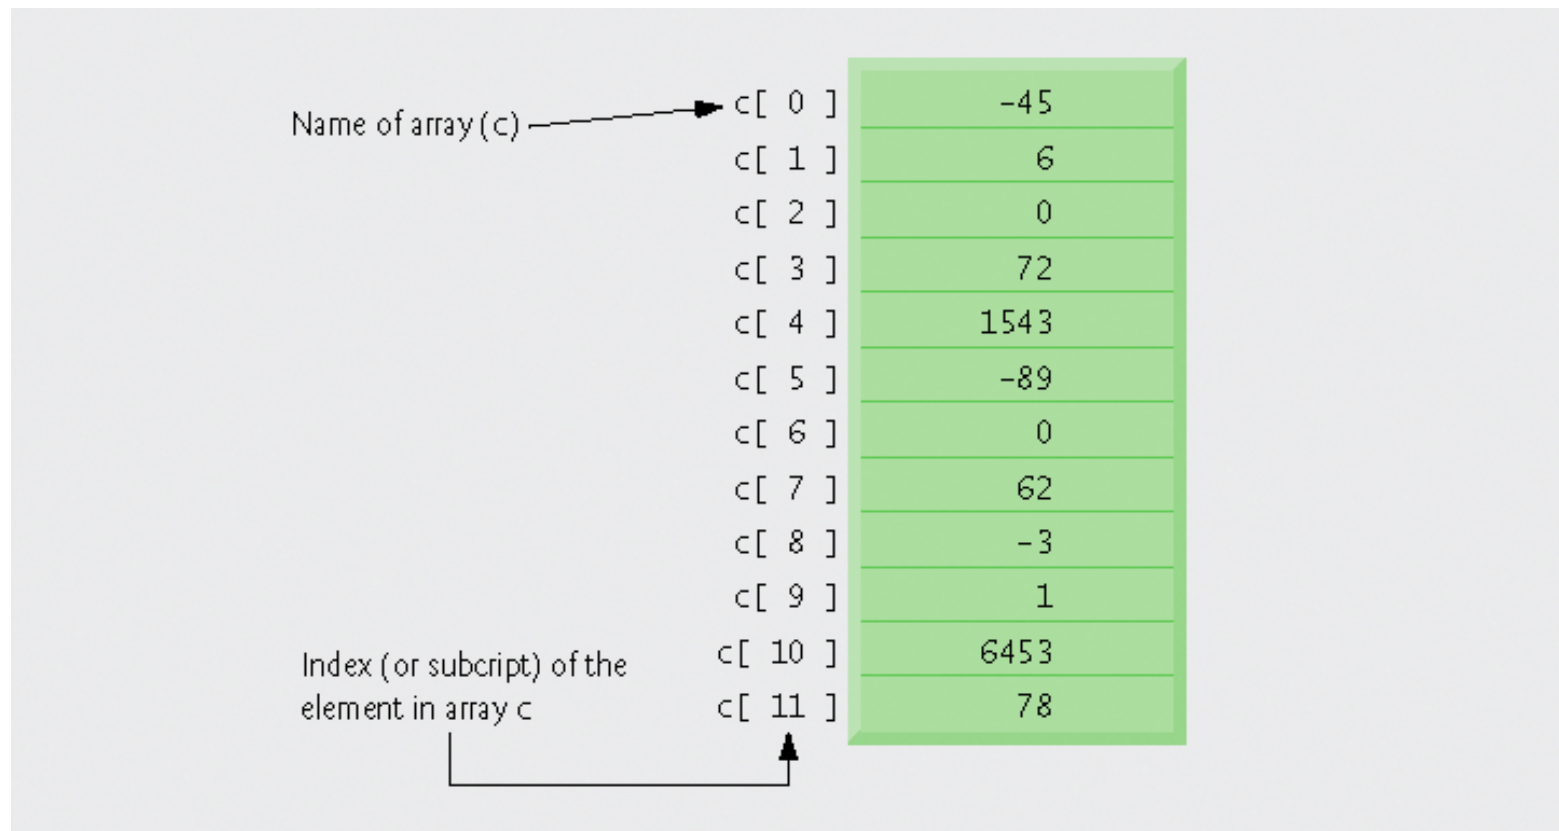 Name of array (c)
c[ 0 ] -45
c[ 1 ] 6
c[ 2 ] 0
c[ 3 ] 72
c[ 4 ] 1543
c[ 5 ] -89
c[ 6 ] 0
c[ 7 ] 62
c[ 8 ] -3
c[ 9 ] 1
c[ 10 ] 6453
c[ 11 ] 78
Index (or subcript) of the
element in array c